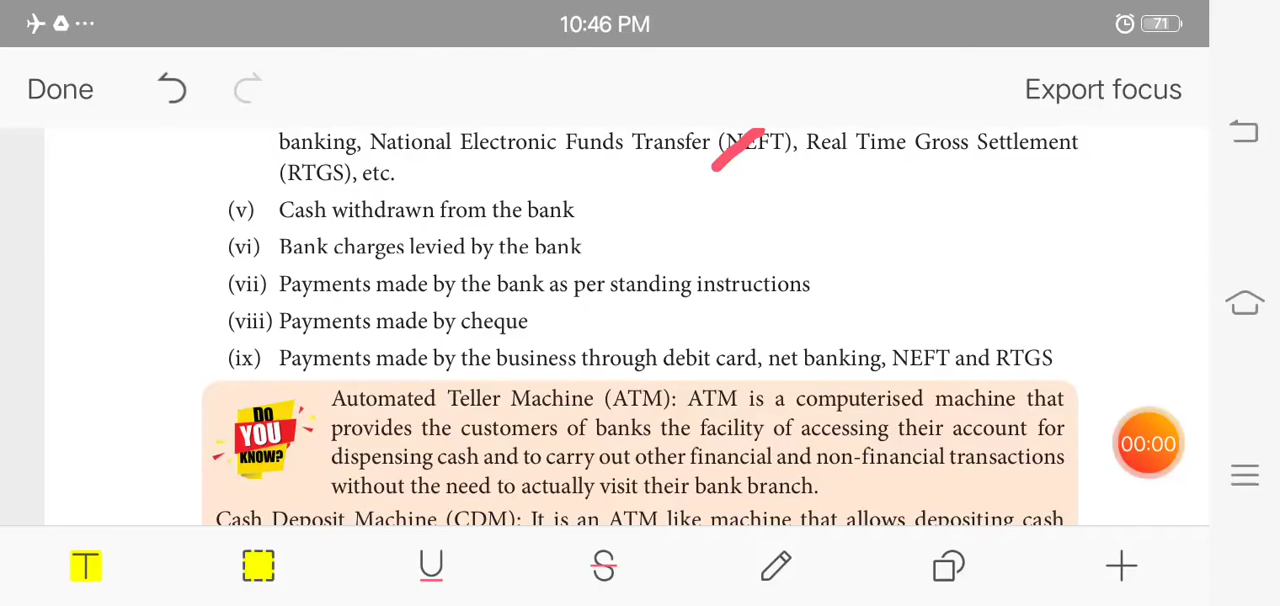 10:46 PM
71
Done
Export focus
banking, National Electronic Funds Transfer (NEFT), Real Time Gross Settlement
(RTGS), etc.
(v) Cash withdrawn from the bank
(vi) Bank charges levied by the bank
(vii) Payments made by the bank as per standing instructions
(viii) Payments made by cheque
(ix) Payments made by the business through debit card, net banking, NEFT and RTGS
DO
YOU
KNOW?
Automated Teller Machine (ATM): ATM is a computerised machine that
provides the customers of banks the facility of accessing their account for
dispensing cash and to carry out other financial and non-financial transactions
without the need to actually visit their bank branch.
Cash Deposit Machine (CDM): It is an ATM like machine that allows depositing cash
00:00
T
U
S